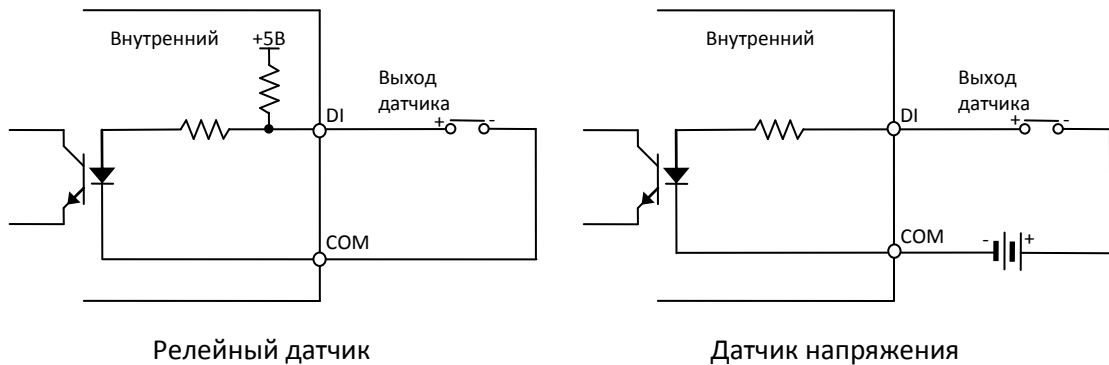 Внутренний
+5В
Выход
датчика
+ -
DI
COM
Релейный датчик
Внутренний
Выход
датчика
+ -
DI
COM
- +
Датчик напряжения